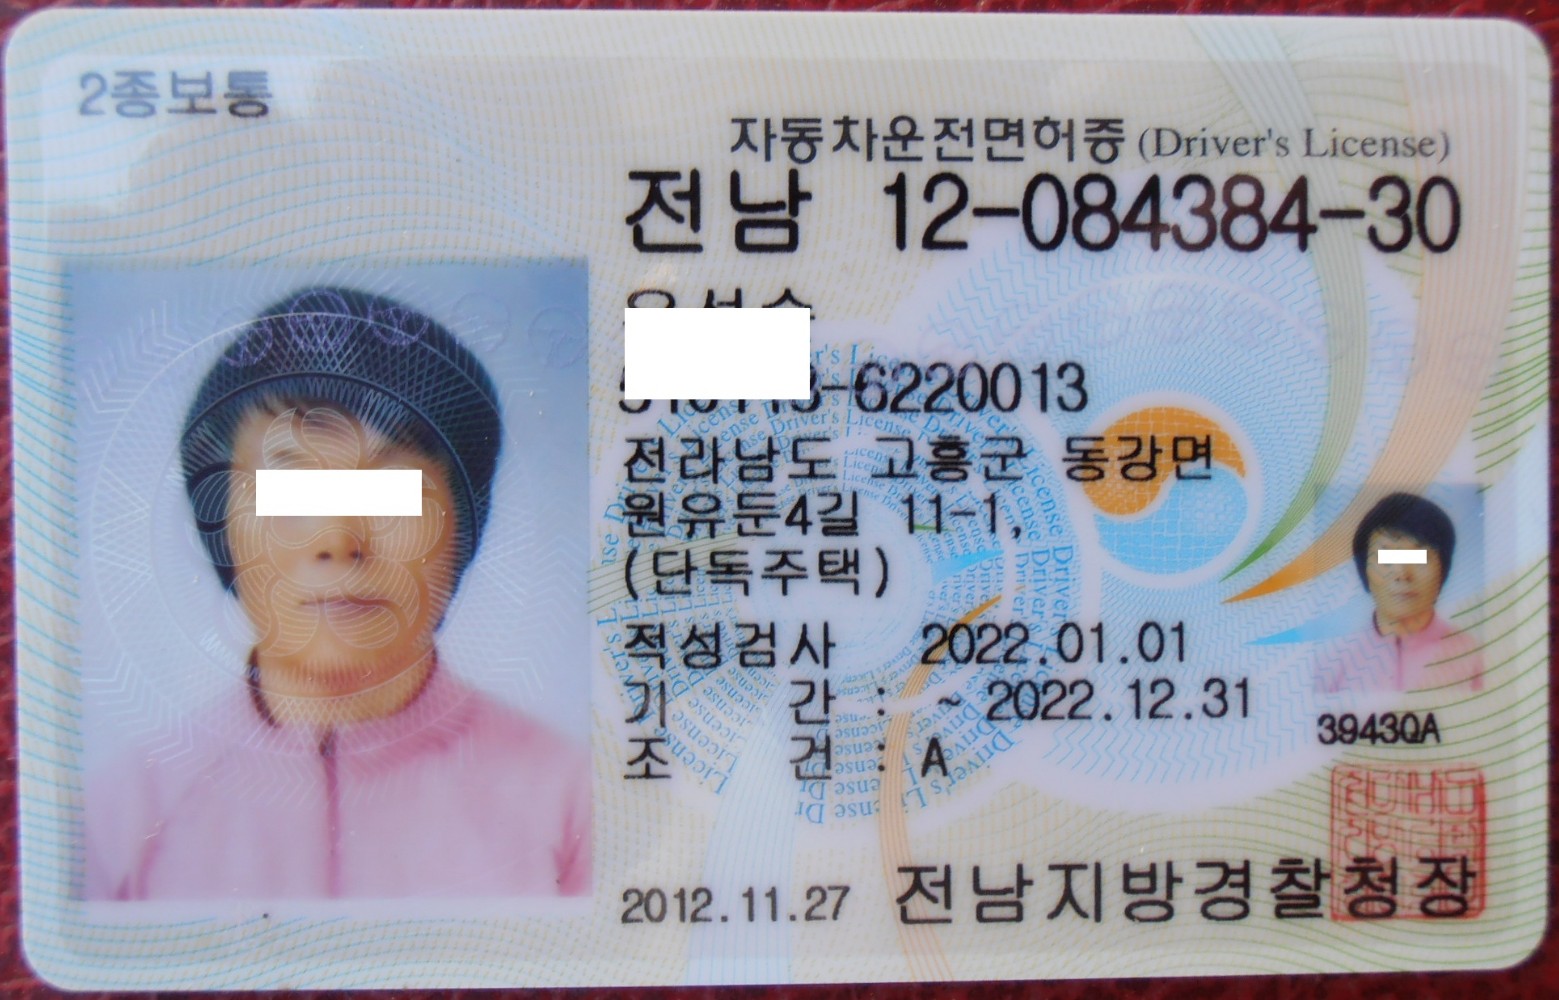 2종보통
자동차운전면허증 (Driver's License)
전남 12-084384-30
-6220013
전라남도 고흥군 동강면
원유둔4길 11-1,
(단독주택)
적성검사 2022.01.01
기 간 : ~ 2022.12.31
조 건 : A
3943QA
2012.11.27 전남지방경찰청장